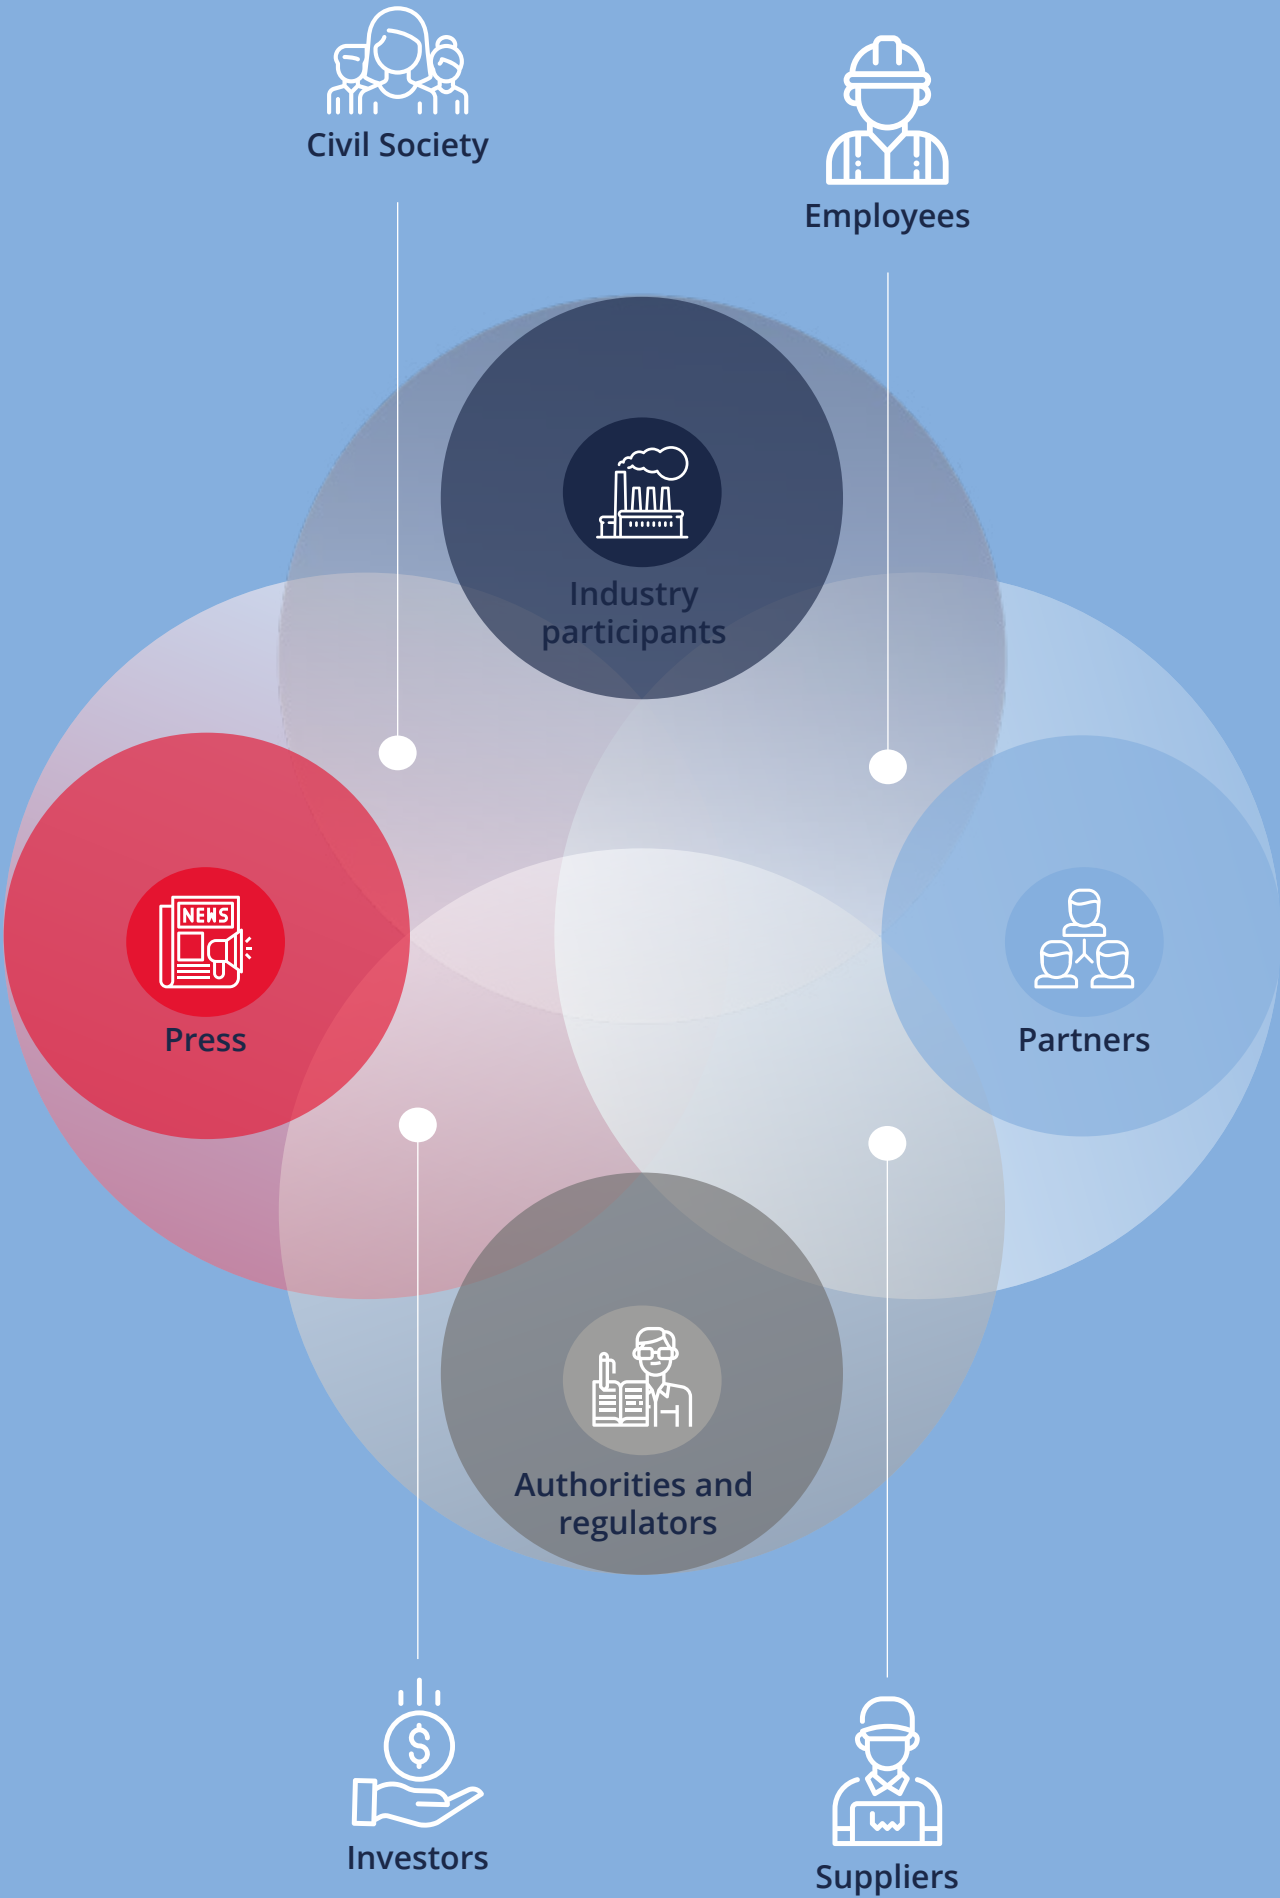 Civil Society
Employees
Industry
participants
NEWS
Press
Partners
Authorities and
regulators
$
Investors
Suppliers